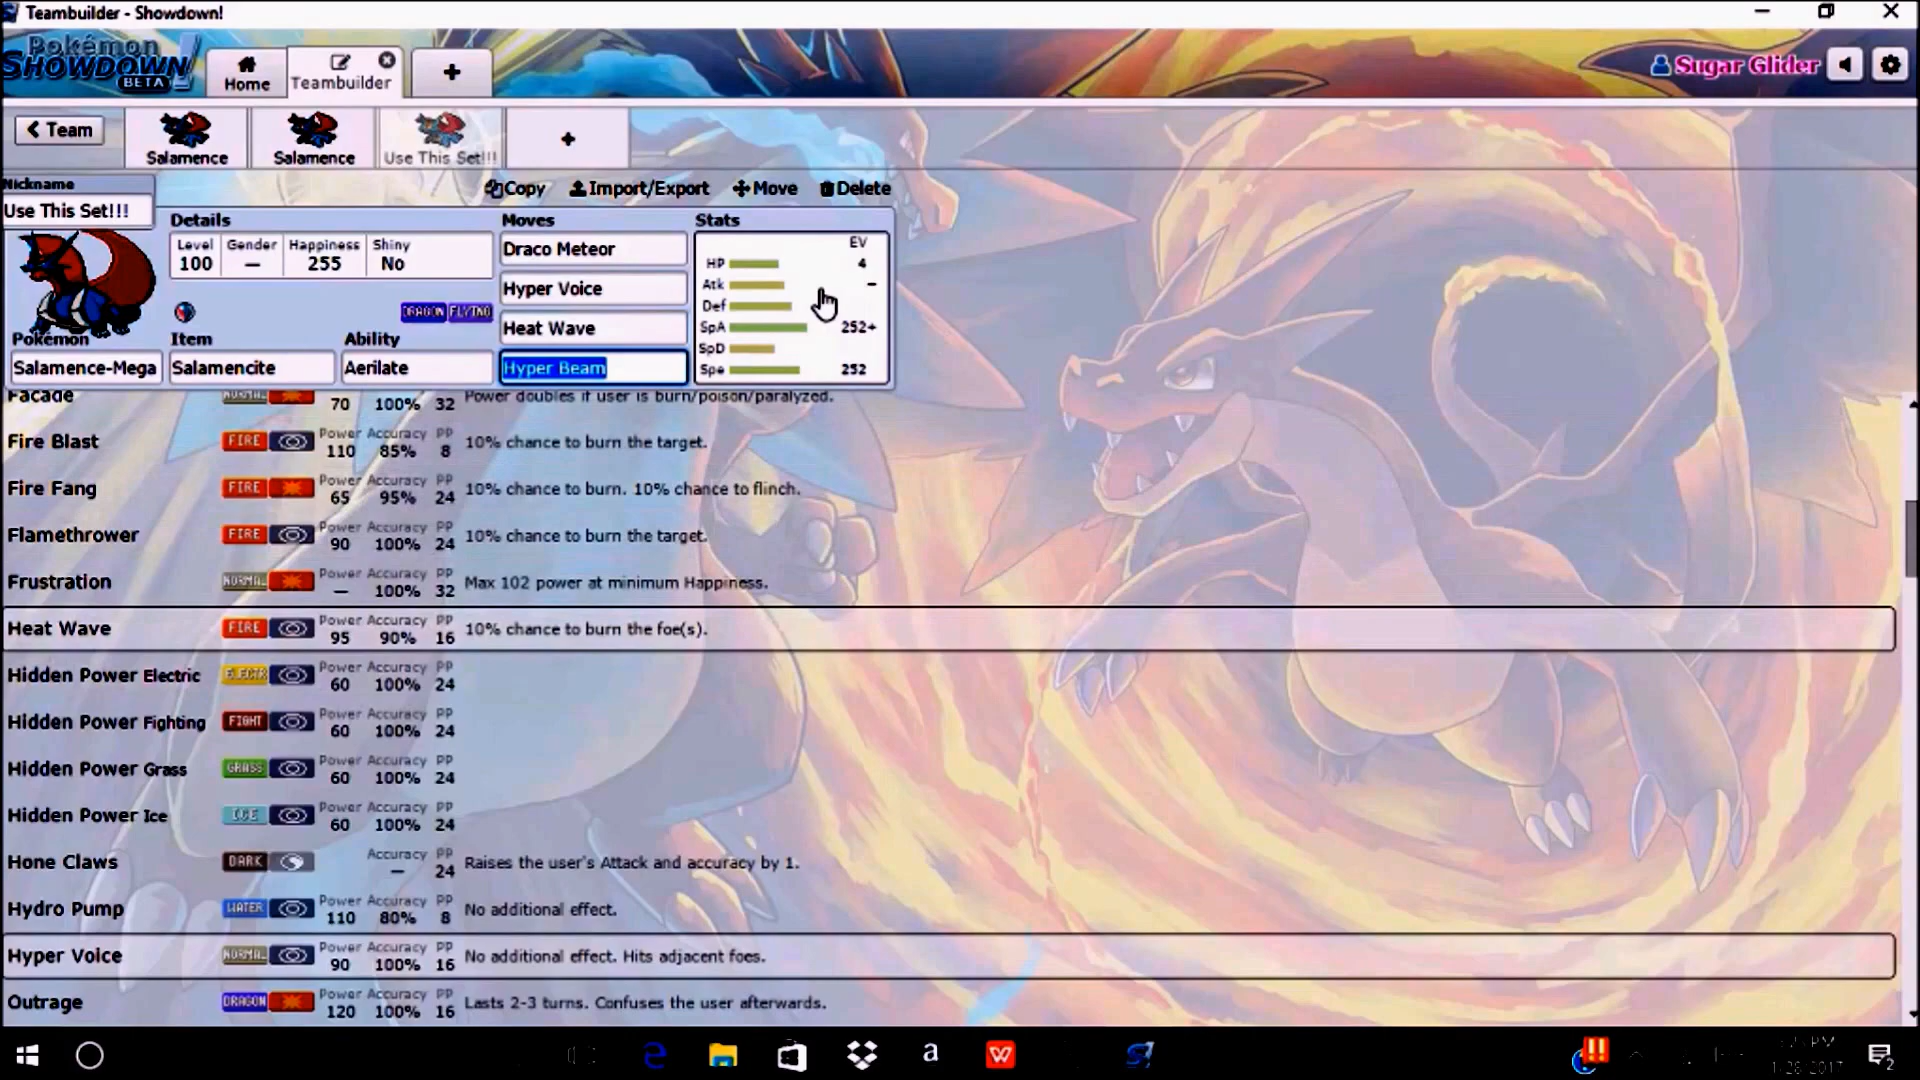 Teambuilder - Showdown!
Pokémon
SHOWDOWN!
BETA
Home
Teambuilder
Sugar Glider
Team
Salamence
Salamence
Use This Set!!!
Nickname
Use This Set!!!
Copy
Import/Export
Move
Delete
Details
Moves
Stats
Level
Gender
Happiness
Shiny
100
—
255
No
DRAGON
FLYING
Pokémon
Item
Ability
Salamence-Mega
Salamencite
Aerilate
Draco Meteor
Hyper Voice
Heat Wave
Hyper Beam
EV
HP 4
Atk -
Def
SpA 252+
SpD
Spe 252
Facade NORMAL 70 100% 32 Power doubles if user is burn/poison/paralyzed.
Power Accuracy PP
Fire Blast FIRE 110 85% 8 10% chance to burn the target.
Power Accuracy PP
Fire Fang FIRE 65 95% 24 10% chance to burn. 10% chance to flinch.
Power Accuracy PP
Flamethrower FIRE 90 100% 24 10% chance to burn the target.
Power Accuracy PP
Frustration NORMAL — 100% 32 Max 102 power at minimum Happiness.
Power Accuracy PP
Heat Wave FIRE 95 90% 16 10% chance to burn the foe(s).
Power Accuracy PP
Hidden Power Electric ELECTR 60 100% 24
Power Accuracy PP
Hidden Power Fighting FIGHT 60 100% 24
Power Accuracy PP
Hidden Power Grass GRASS 60 100% 24
Power Accuracy PP
Hidden Power Ice ICE 60 100% 24
Accuracy PP
Hone Claws DARK — 24 Raises the user's Attack and accuracy by 1.
Power Accuracy PP
Hydro Pump WATER 110 80% 8 No additional effect.
Power Accuracy PP
Hyper Voice NORMAL 90 100% 16 No additional effect. Hits adjacent foes.
Power Accuracy PP
Outrage DRAGON 120 100% 16 Lasts 2-3 turns. Confuses the user afterwards.
a
W
PM
2